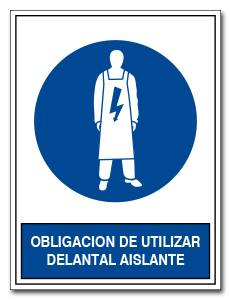 OBLIGACION DE UTILIZAR
DELANTAL AISLANTE